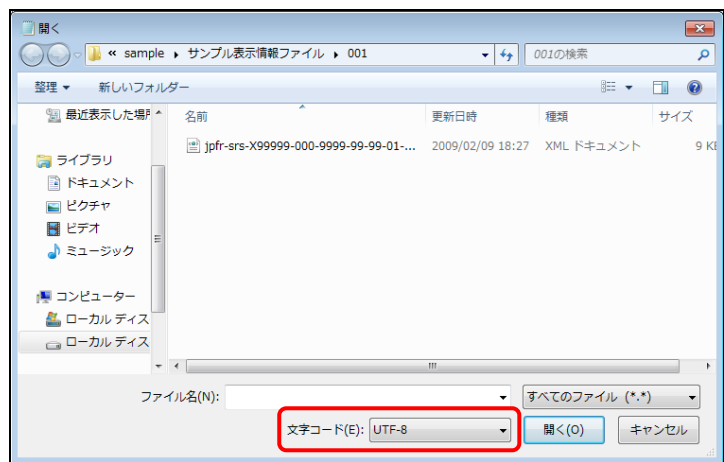 開く
« sample ▸ サンプル表示情報ファイル ▸ 001
001の検索
整理 ▼ 新しいフォルダー
最近表示した場所
ライブラリ
ドキュメント
ピクチャ
ビデオ
ミュージック
コンピューター
ローカル ディス
ローカル ディス
名前 更新日時 種類 サイズ
jpfr-srs-X99999-000-9999-99-99-01-... 2009/02/09 18:27 XML ドキュメント 9 KB
ファイル名(N): すべてのファイル (*.*)
文字コード(E): UTF-8 開く(O) キャンセル